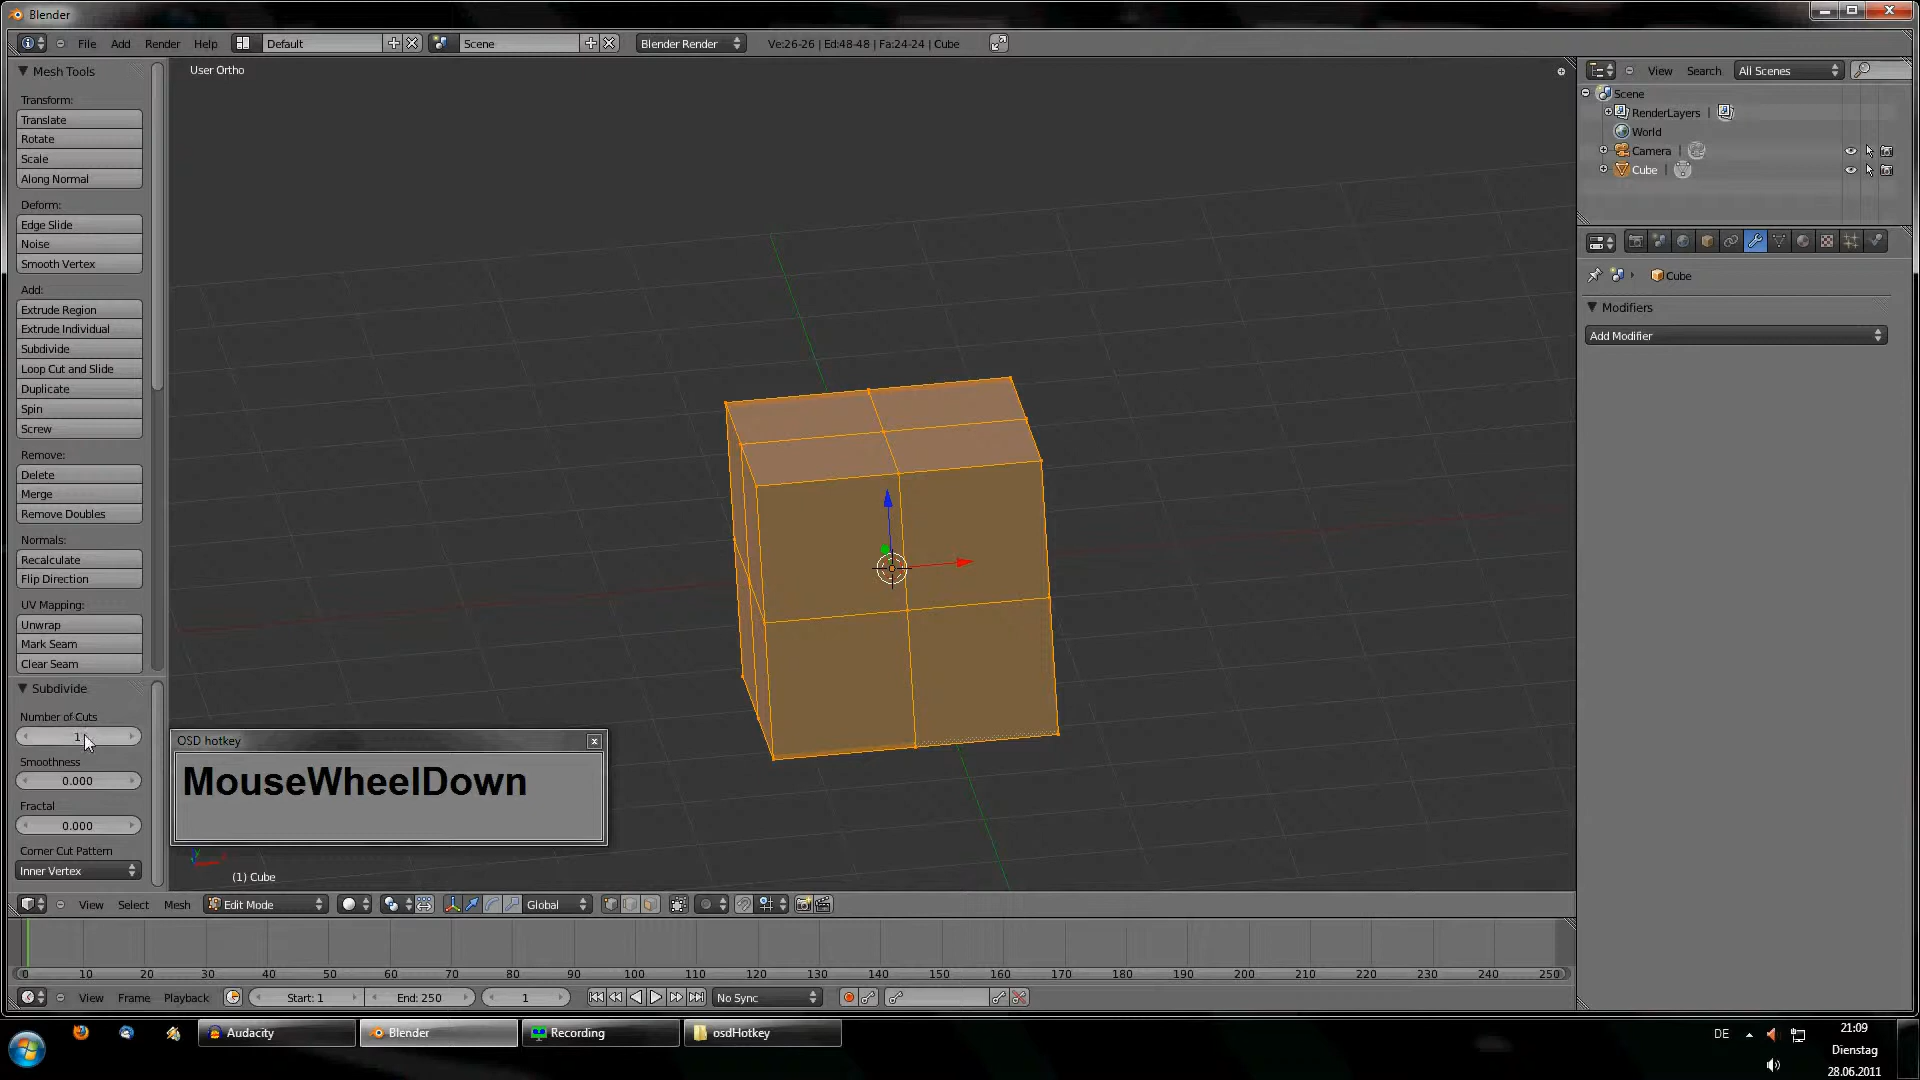 Blender
File Add Render Help Default Scene Blender Render Ve:26-26 | Ed:48-48 | Fa:24-24 | Cube
Mesh Tools
Transform:
Translate
Rotate
Scale
Along Normal
Deform:
Edge Slide
Noise
Smooth Vertex
Add:
Extrude Region
Extrude Individual
Subdivide
Loop Cut and Slide
Duplicate
Spin
Screw
Remove:
Delete
Merge
Remove Doubles
Normals:
Recalculate
Flip Direction
UV Mapping:
Unwrap
Mark Seam
Clear Seam
Subdivide
Number of Cuts
1
Smoothness
0.000
Fractal
0.000
Corner Cut Pattern
Inner Vertex
User Ortho
OSD hotkey
MouseWheelDown
(1) Cube
View Search All Scenes
Scene
RenderLayers |
World
Camera |
Cube |
Cube
Modifiers
Add Modifier
View Select Mesh Edit Mode Global
0 10 20 30 40 50 60 70 80 90 100 110 120 130 140 150 160 170 180 190 200 210 220 230 240 250
View Frame Playback Start: 1 End: 250 1 No Sync
Audacity Blender Recording osdHotkey
DE
21:09
Dienstag
28.06.2011